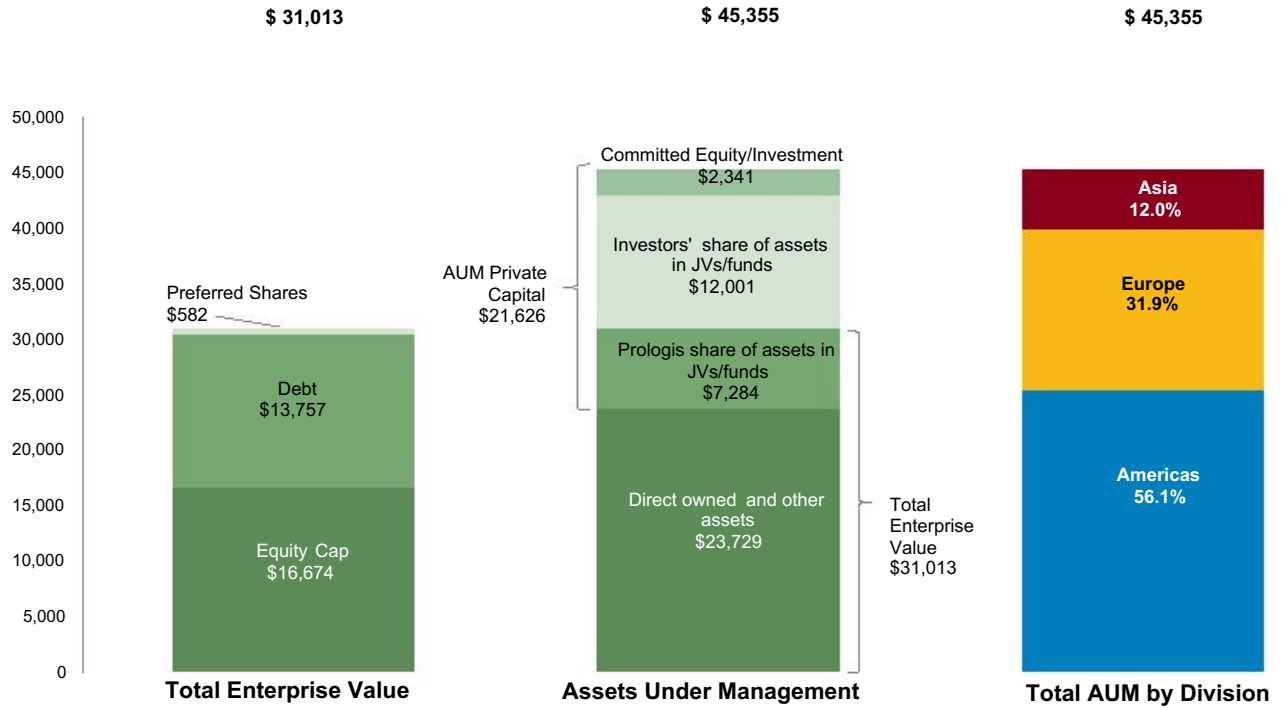 $ 31,013
$ 45,355
$ 45,355
50,000
45,000
40,000
35,000
30,000
25,000
20,000
15,000
10,000
5,000
0
Preferred Shares
$582
Debt
$13,757
Equity Cap
$16,674
Total Enterprise Value
AUM Private
Capital
$21,626
Committed Equity/Investment
$2,341
Investors' share of assets
in JVs/funds
$12,001
Prologis share of assets in
JVs/funds
$7,284
Direct owned and other
assets
$23,729
Assets Under Management
Total
Enterprise
Value
$31,013
Asia
12.0%
Europe
31.9%
Americas
56.1%
Total AUM by Division